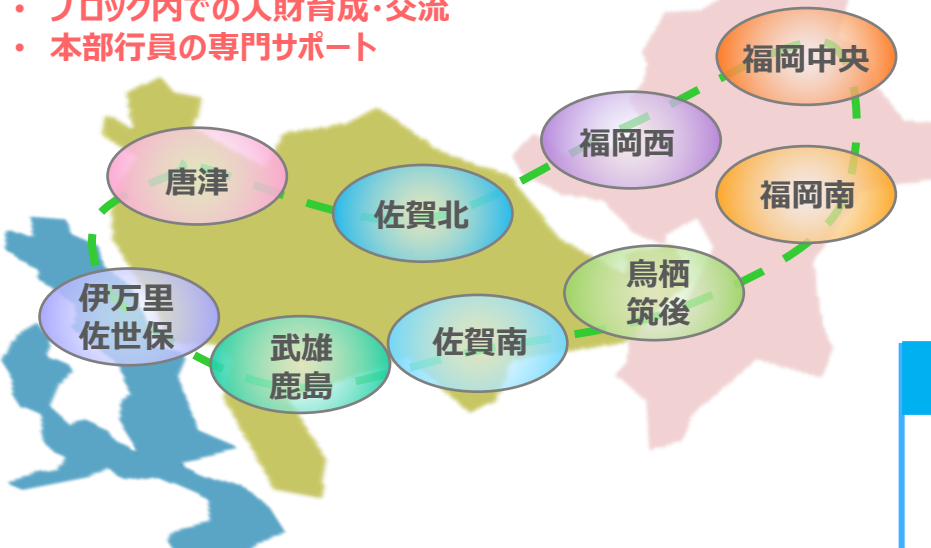 ・ ブロック内での人財育成・交流
・ 本部行員の専門サポート
福岡中央
福岡西
唐津
福岡南
佐賀北
鳥栖
筑後
伊万里
佐世保
佐賀南
武雄
鹿島